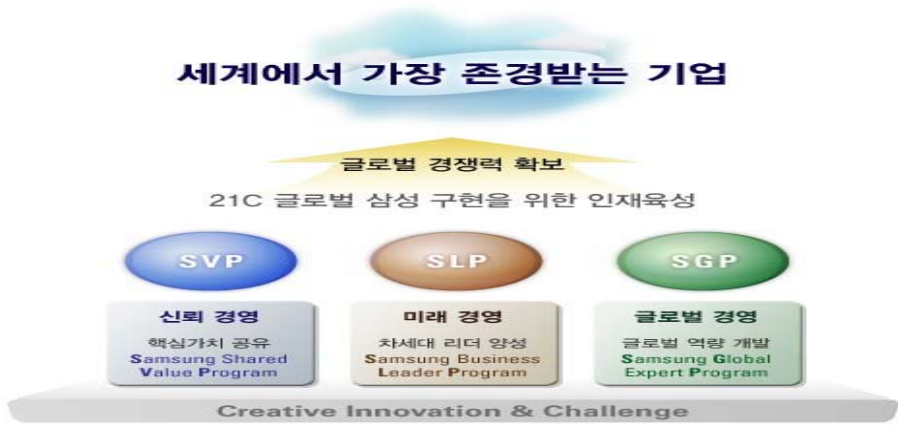 세계에서 가장 존경받는 기업
글로벌 경쟁력 확보
21C 글로벌 삼성 구현을 위한 인재육성
SVP
신뢰 경영
핵심가치 공유
Samsung Shared
Value Program
SLP
미래 경영
차세대 리더 양성
Samsung Business
Leader Program
SGP
글로벌 경영
글로벌 역량 개발
Samsung Global
Expert Program
Creative Innovation & Challenge